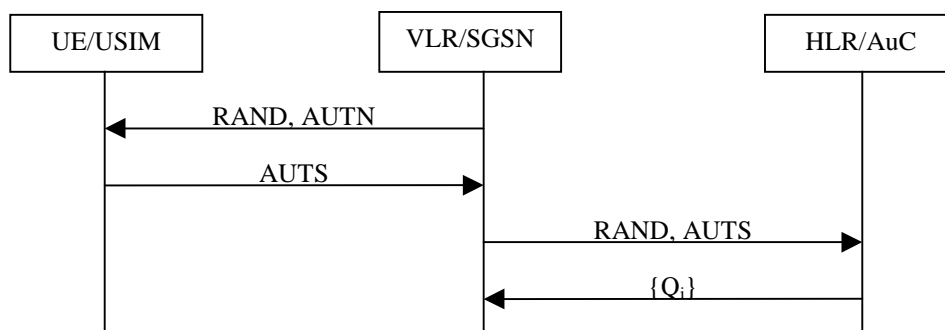 UE/USIM
VLR/SGSN
HLR/AuC
RAND, AUTN
AUTS
RAND, AUTS
{Qᵢ}